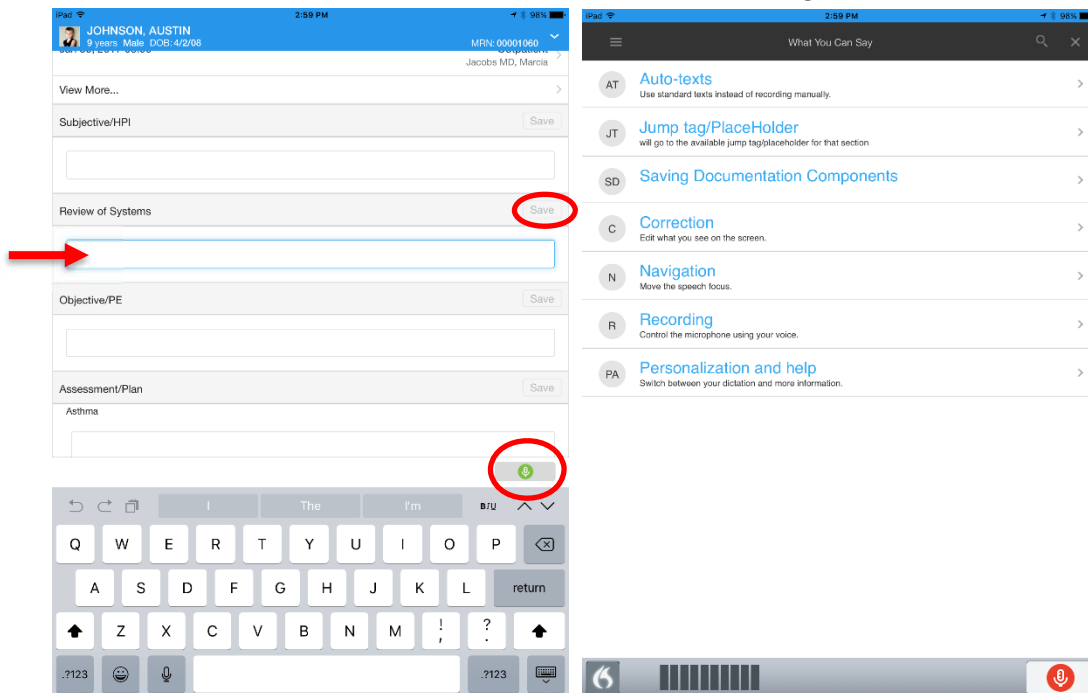 iPad 2:59 PM 98%
JOHNSON, AUSTIN
9 years Male DOB:4/2/08 MRN: 00001060
Outpatient
Jacobs MD, Marcia
View More...
Subjective/HPI Save
Review of Systems Save
Objective/PE Save
Assessment/Plan Save
Asthma
I The I'm BIU
Q W E R T Y U I O P
A S D F G H J K L return
Z X C V B N M ! , ? .
.?123 .?123
iPad 2:59 PM 98%
What You Can Say
AT Auto-texts
Use standard texts instead of recording manually.
JT Jump tag/PlaceHolder
will go to the available jump tag/placeholder for that section
SD Saving Documentation Components
C Correction
Edit what you see on the screen.
N Navigation
Move the speech focus.
R Recording
Control the microphone using your voice.
PA Personalization and help
Switch between your dictation and more information.